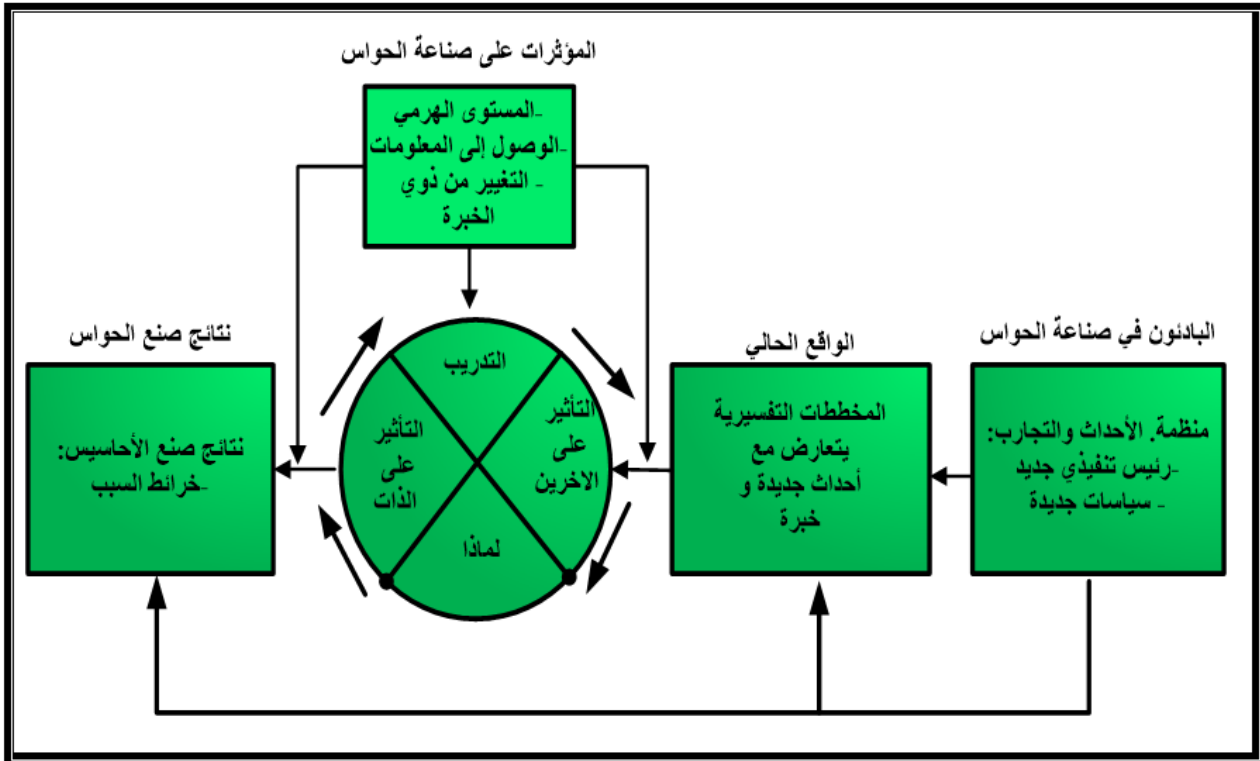 المؤثرات على صناعة الحواس
-المستوى الهرمي
-الوصول إلى المعلومات
- التغيير من ذوي
الخبرة
البادئون في صناعة الحواس
منظمة. الأحداث والتجارب:
-رئيس تنفيذي جديد
- سياسات جديدة
الواقع الحالي
المخططات التفسيرية
يتعارض مع
أحداث جديدة و
خبرة
التدريب
التأثير
على
الاخرين
لماذا
التأثير
على
الذات
نتائج صنع الحواس
نتائج صنع الأحاسيس:
-خرائط السبب